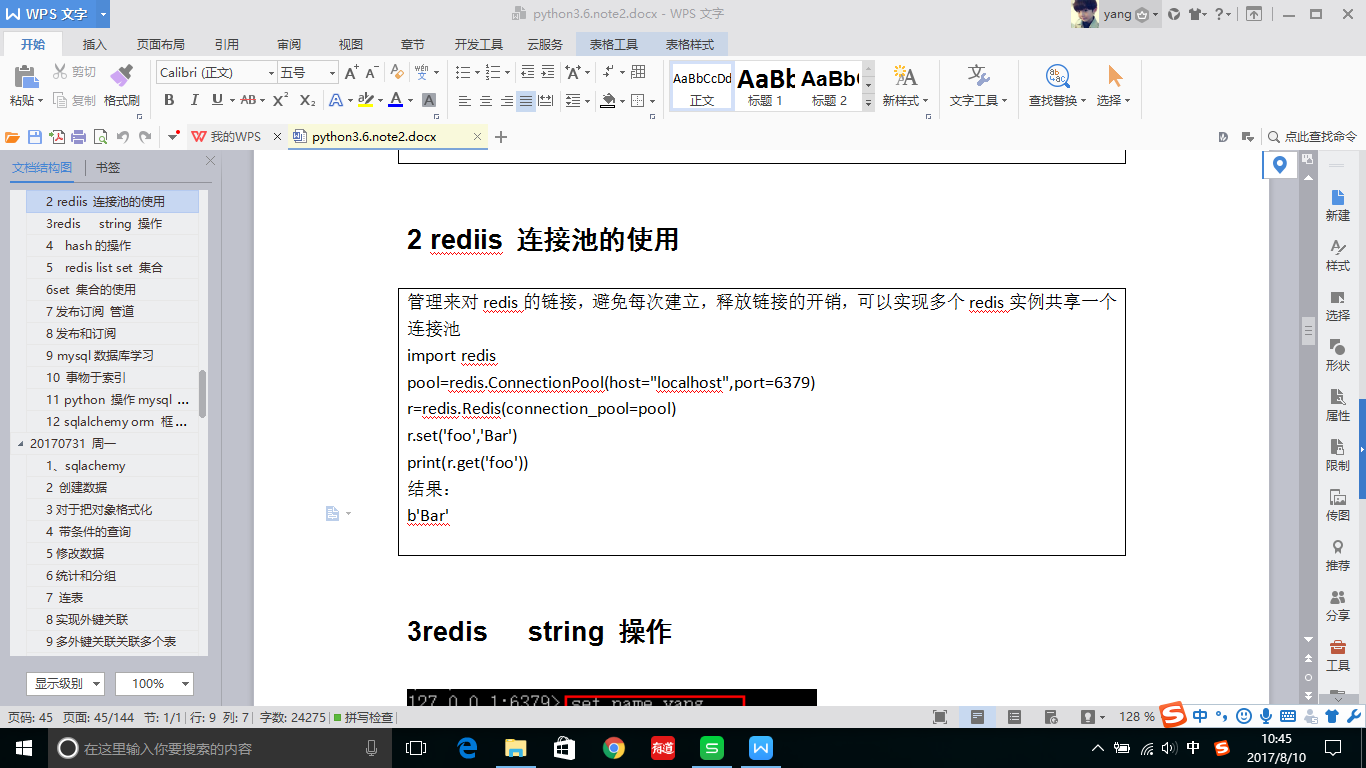 WPS 文字
python3.6.note2.docx - WPS 文字
yang
开始 插入 页面布局 引用 审阅 视图 章节 开发工具 云服务 表格工具 表格样式
粘贴 剪切 复制 格式刷
Calibri (正文) 五号
B I U AB X² X₂ A A A
AaBbCcDd 正文
AaBb 标题 1
AaBb 标题 2
新样式 文字工具 查找替换 选择
我的WPS python3.6.note2.docx 点此查找命令
文档结构图 书签
2 rediis 连接池的使用
3redis string 操作
4 hash的操作
5 redis list set 集合
6set 集合的使用
7 发布订阅 管道
8 发布和订阅
9 mysql 数据库学习
10 事物于索引
11 python 操作 mysql ...
12 sqlalchemy orm 框...
20170731 周一
1、sqlachemy
2 创建数据
3 对于把对象格式化
4 带条件的查询
5 修改数据
6 统计和分组
7 连表
8 实现外键关联
9 多外键关联关联多个表
显示级别 100%
2 rediis 连接池的使用
管理来对 redis 的链接，避免每次建立，释放链接的开销，可以实现多个 redis 实例共享一个
连接池
import redis
pool=redis.ConnectionPool(host="localhost",port=6379)
r=redis.Redis(connection_pool=pool)
r.set('foo','Bar')
print(r.get('foo'))
结果：
b'Bar'
3redis string 操作
127.0.0.1:6379> set name yang
新建
样式
选择
形状
属性
限制
传图
推荐
分享
工具
页码: 45 页面: 45/144 节: 1/1 行: 9 列: 7 字数: 24275 拼写检查 128 %
中
在这里输入你要搜索的内容
有道
中
10:45
2017/8/10